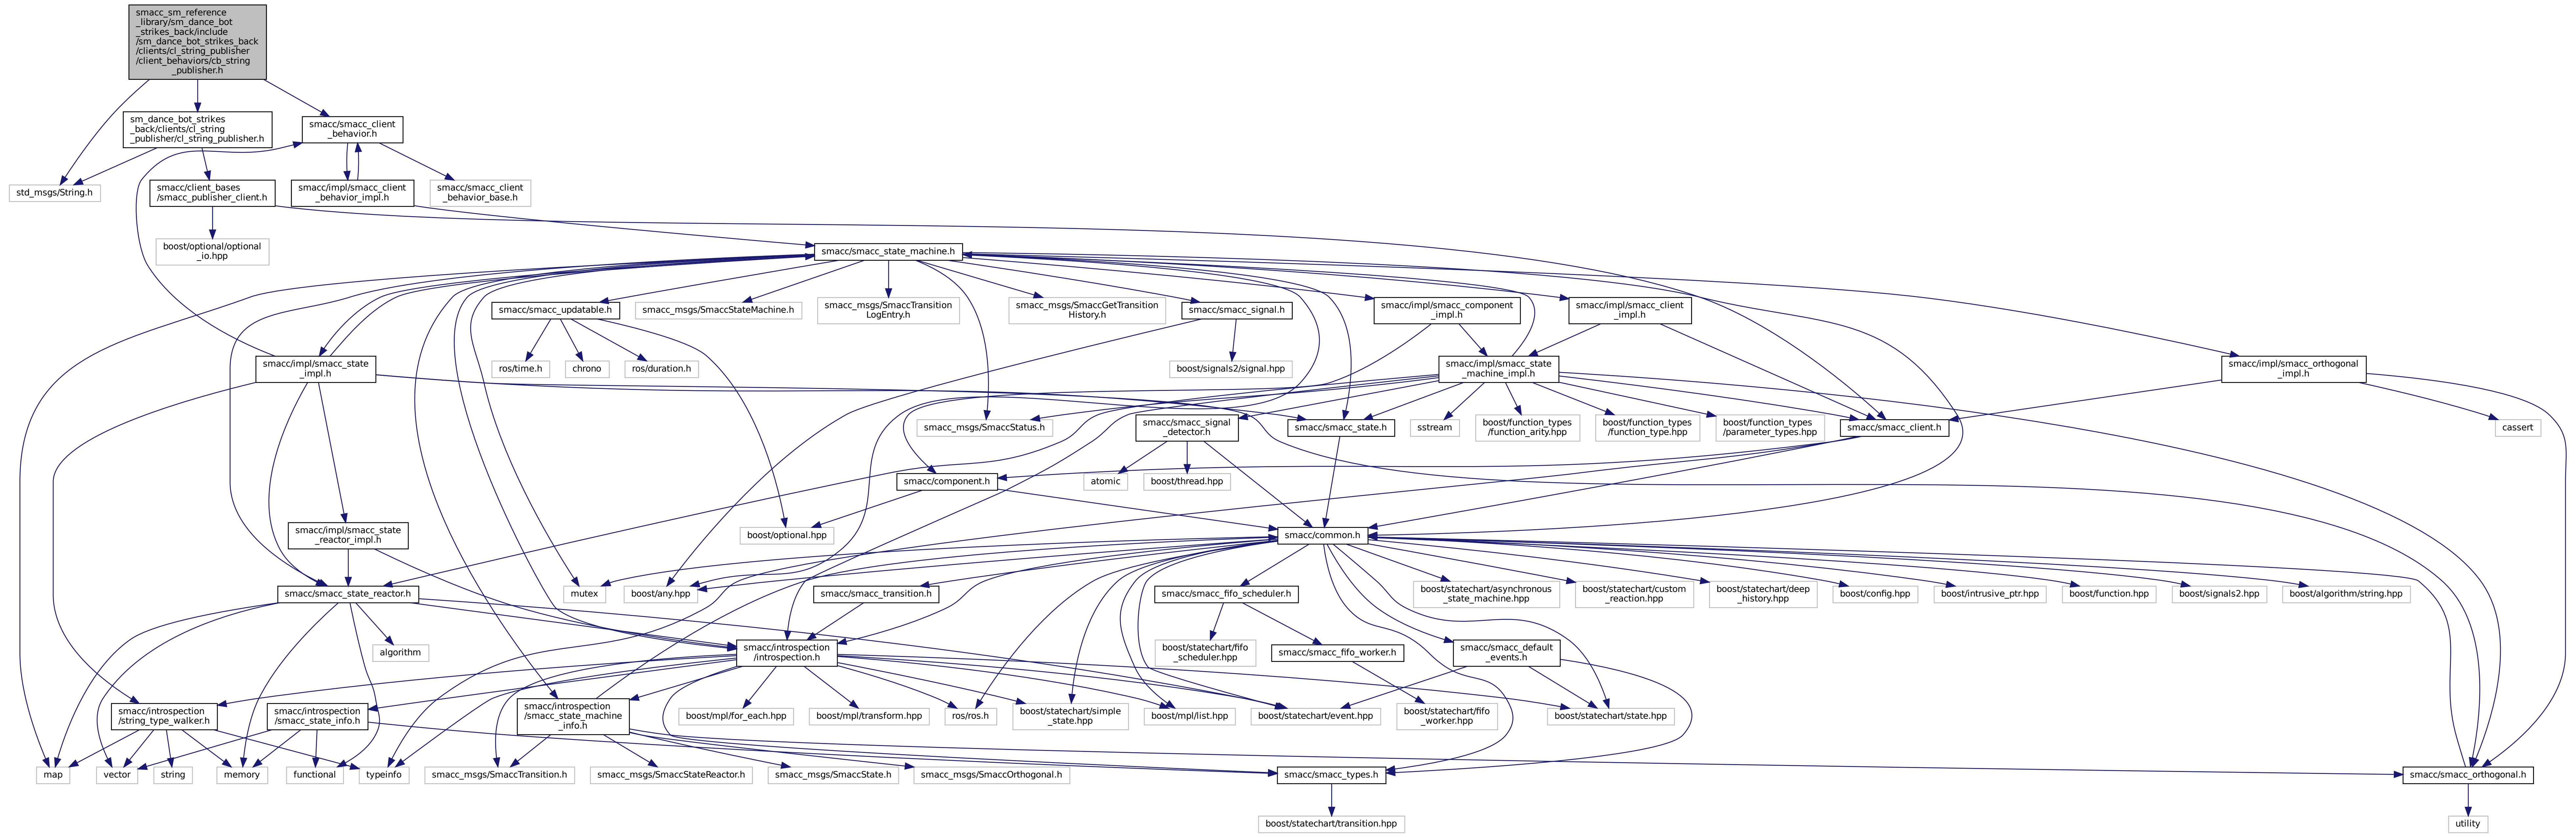 smacc_sm_reference
_library/sm_dance_bot
_strikes_back/include
/sm_dance_bot_strikes_back
/clients/cl_string_publisher
/client_behaviors/cb_string
_publisher.h
sm_dance_bot_strikes
_back/clients/cl_string
_publisher/cl_string_publisher.h
smacc/smacc_client
_behavior.h
std_msgs/String.h
smacc/client_bases
/smacc_publisher_client.h
smacc/impl/smacc_client
_behavior_impl.h
smacc/smacc_client
_behavior_base.h
boost/optional/optional
_io.hpp
smacc/smacc_state_machine.h
smacc/smacc_updatable.h
smacc_msgs/SmaccStateMachine.h
smacc_msgs/SmaccTransition
LogEntry.h
smacc_msgs/SmaccGetTransition
History.h
smacc/smacc_signal.h
smacc/impl/smacc_component
_impl.h
smacc/impl/smacc_client
_impl.h
smacc/impl/smacc_state
_impl.h
ros/time.h
chrono
ros/duration.h
boost/signals2/signal.hpp
smacc/impl/smacc_state
_machine_impl.h
smacc/impl/smacc_orthogonal
_impl.h
smacc_msgs/SmaccStatus.h
smacc/smacc_signal
_detector.h
smacc/smacc_state.h
sstream
boost/function_types
/function_arity.hpp
boost/function_types
/function_type.hpp
boost/function_types
/parameter_types.hpp
smacc/smacc_client.h
cassert
smacc/component.h
atomic
boost/thread.hpp
smacc/impl/smacc_state
_reactor_impl.h
boost/optional.hpp
smacc/common.h
smacc/smacc_state_reactor.h
mutex
boost/any.hpp
smacc/smacc_transition.h
smacc/smacc_fifo_scheduler.h
boost/statechart/asynchronous
_state_machine.hpp
boost/statechart/custom
_reaction.hpp
boost/statechart/deep
_history.hpp
boost/config.hpp
boost/intrusive_ptr.hpp
boost/function.hpp
boost/signals2.hpp
boost/algorithm/string.hpp
algorithm
smacc/introspection
/introspection.h
boost/statechart/fifo
_scheduler.hpp
smacc/smacc_fifo_worker.h
smacc/smacc_default
_events.h
smacc/introspection
/string_type_walker.h
smacc/introspection
/smacc_state_info.h
smacc/introspection
/smacc_state_machine
_info.h
boost/mpl/for_each.hpp
boost/mpl/transform.hpp
ros/ros.h
boost/statechart/simple
_state.hpp
boost/mpl/list.hpp
boost/statechart/event.hpp
boost/statechart/fifo
_worker.hpp
boost/statechart/state.hpp
map
vector
string
memory
functional
typeinfo
smacc_msgs/SmaccTransition.h
smacc_msgs/SmaccStateReactor.h
smacc_msgs/SmaccState.h
smacc_msgs/SmaccOrthogonal.h
smacc/smacc_types.h
smacc/smacc_orthogonal.h
boost/statechart/transition.hpp
utility